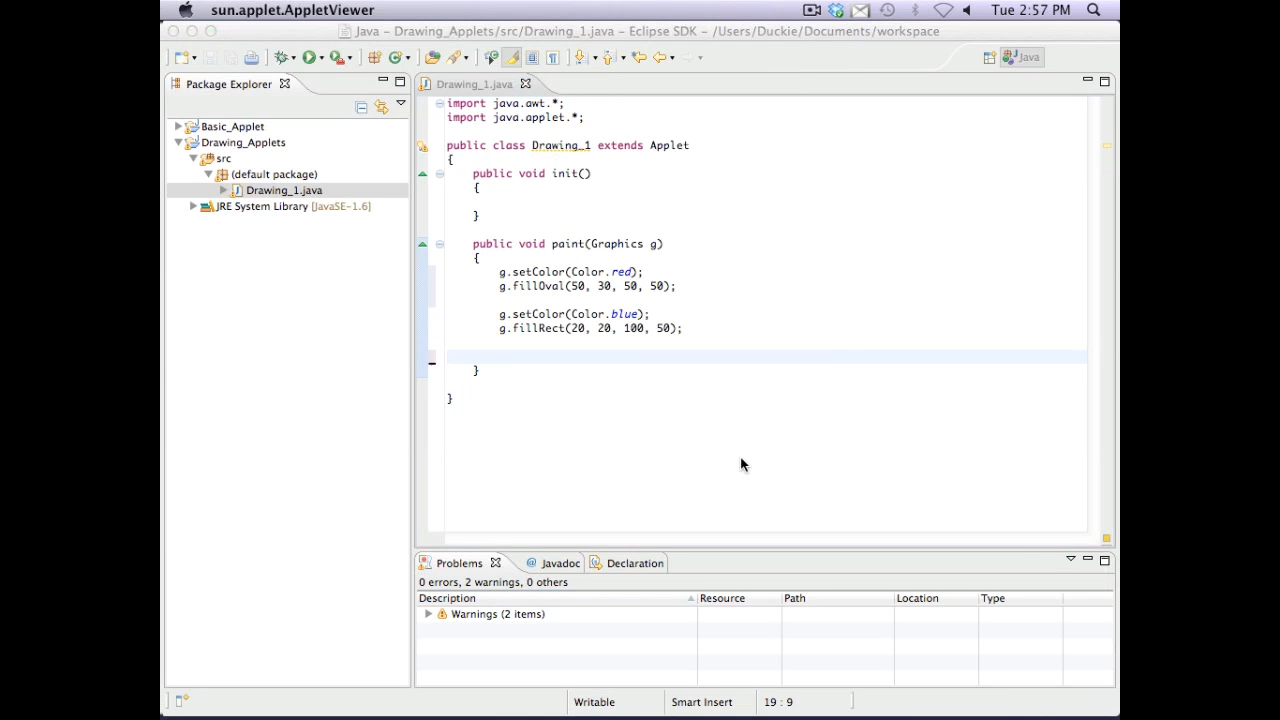 sun.applet.AppletViewer
Tue 2:57 PM
Java – Drawing_Applets/src/Drawing_1.java – Eclipse SDK – /Users/Duckie/Documents/workspace
Java
Package Explorer
Basic_Applet
Drawing_Applets
src
(default package)
Drawing_1.java
JRE System Library [JavaSE-1.6]
Drawing_1.java
import java.awt.*;
import java.applet.*;
public class Drawing_1 extends Applet
{
public void init()
{
}
public void paint(Graphics g)
{
g.setColor(Color.red);
g.fillOval(50, 30, 50, 50);
g.setColor(Color.blue);
g.fillRect(20, 20, 100, 50);
}
}
Problems
@ Javadoc
Declaration
0 errors, 2 warnings, 0 others
Description Resource Path Location Type
Warnings (2 items)
Writable Smart Insert 19 : 9